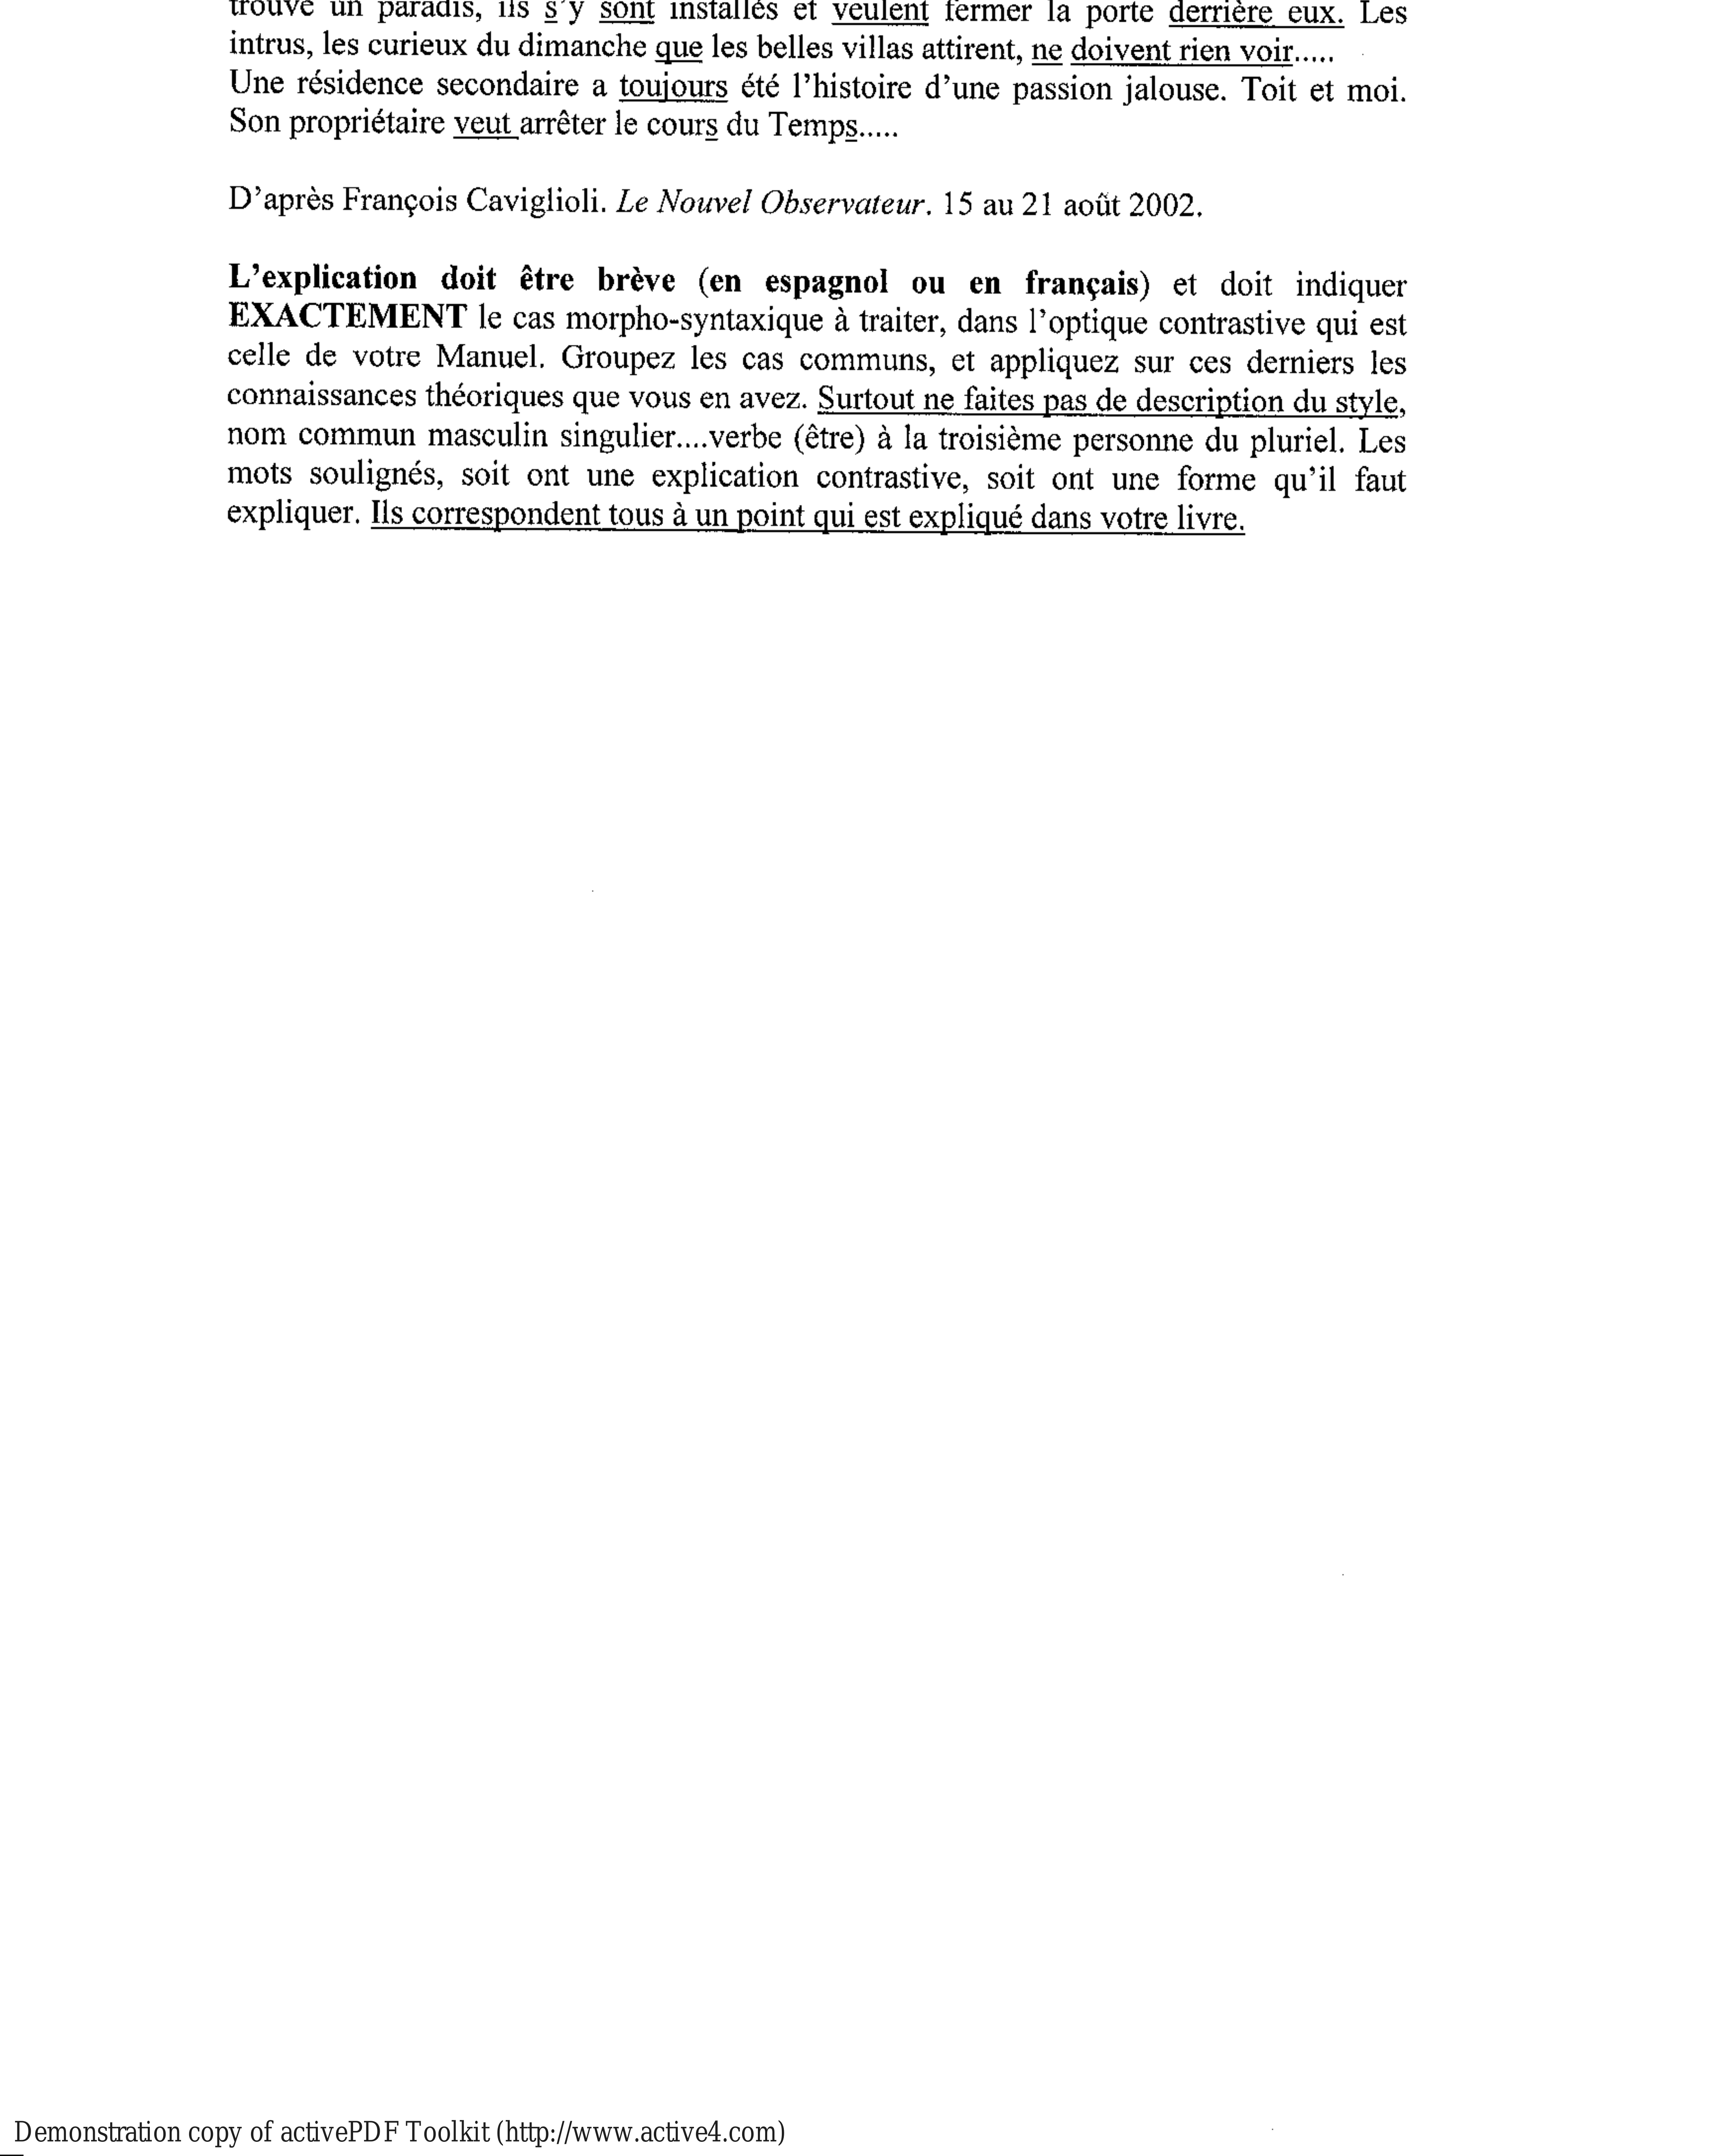 trouvé un paradis, ils s'y sont installés et veulent fermer la porte derrière eux. Les
intrus, les curieux du dimanche que les belles villas attirent, ne doivent rien voir.....
Une résidence secondaire a toujours été l'histoire d'une passion jalouse. Toit et moi.
Son propriétaire veut arrêter le cours du Temps.....
D'après François Caviglioli. Le Nouvel Observateur. 15 au 21 août 2002.
L'explication doit être brève (en espagnol ou en français) et doit indiquer
EXACTEMENT le cas morpho-syntaxique à traiter, dans l'optique contrastive qui est
celle de votre Manuel. Groupez les cas communs, et appliquez sur ces derniers les
connaissances théoriques que vous en avez. Surtout ne faites pas de description du style,
nom commun masculin singulier....verbe (être) à la troisième personne du pluriel. Les
mots soulignés, soit ont une explication contrastive, soit ont une forme qu'il faut
expliquer. Ils correspondent tous à un point qui est expliqué dans votre livre.
Demonstration copy of activePDF Toolkit (http://www.active4.com)